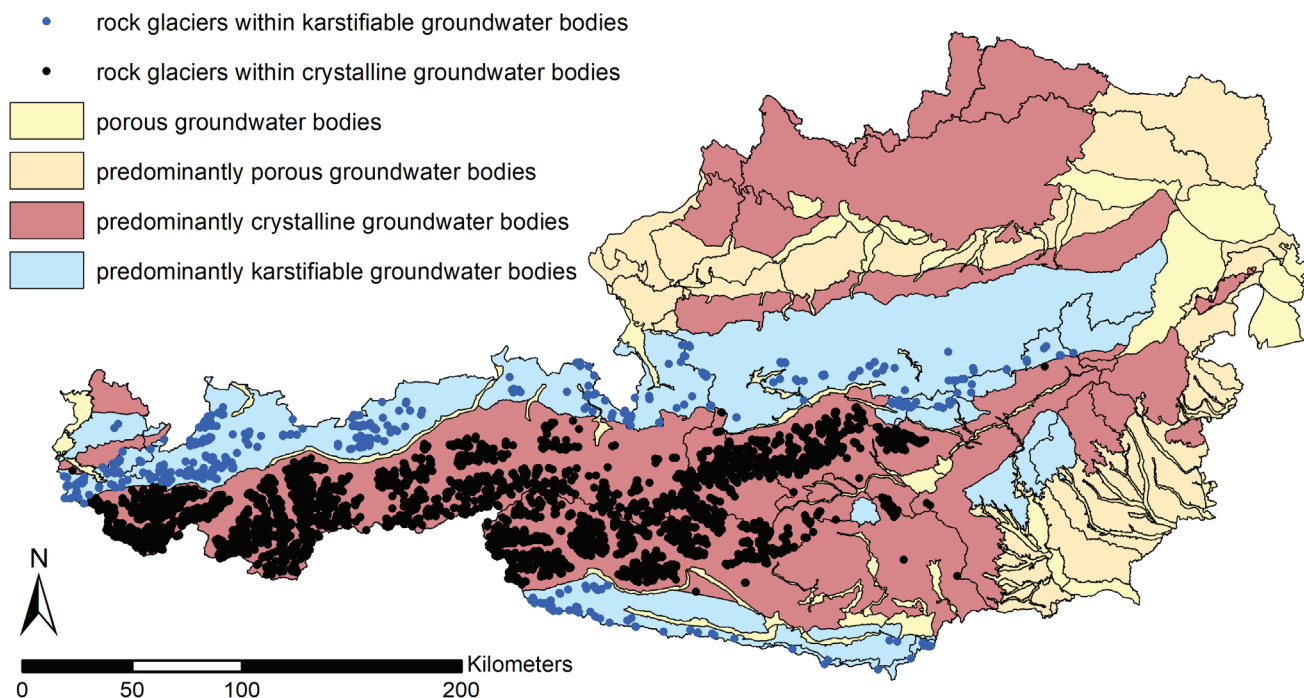 rock glaciers within karstifiable groundwater bodies
rock glaciers within crystalline groundwater bodies
porous groundwater bodies
predominantly porous groundwater bodies
predominantly crystalline groundwater bodies
predominantly karstifiable groundwater bodies
N
Kilometers
0 50 100 200